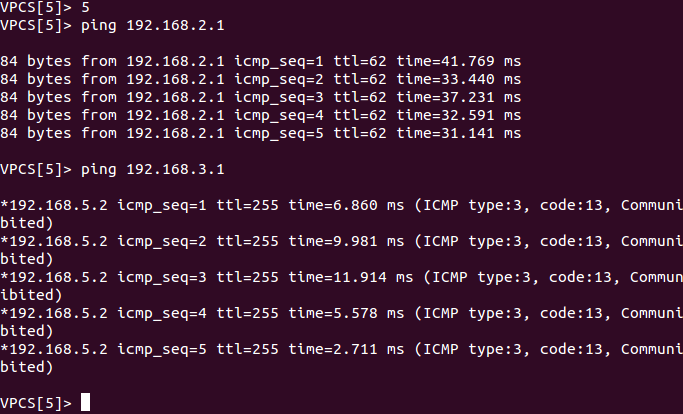 VPCS[5]> 5
VPCS[5]> ping 192.168.2.1
84 bytes from 192.168.2.1 icmp_seq=1 ttl=62 time=41.769 ms
84 bytes from 192.168.2.1 icmp_seq=2 ttl=62 time=33.440 ms
84 bytes from 192.168.2.1 icmp_seq=3 ttl=62 time=37.231 ms
84 bytes from 192.168.2.1 icmp_seq=4 ttl=62 time=32.591 ms
84 bytes from 192.168.2.1 icmp_seq=5 ttl=62 time=31.141 ms
VPCS[5]> ping 192.168.3.1
*192.168.5.2 icmp_seq=1 ttl=255 time=6.860 ms (ICMP type:3, code:13, Communi
bited)
*192.168.5.2 icmp_seq=2 ttl=255 time=9.981 ms (ICMP type:3, code:13, Communi
bited)
*192.168.5.2 icmp_seq=3 ttl=255 time=11.914 ms (ICMP type:3, code:13, Commun
ibited)
*192.168.5.2 icmp_seq=4 ttl=255 time=5.578 ms (ICMP type:3, code:13, Communi
bited)
*192.168.5.2 icmp_seq=5 ttl=255 time=2.711 ms (ICMP type:3, code:13, Communi
bited)
VPCS[5]>